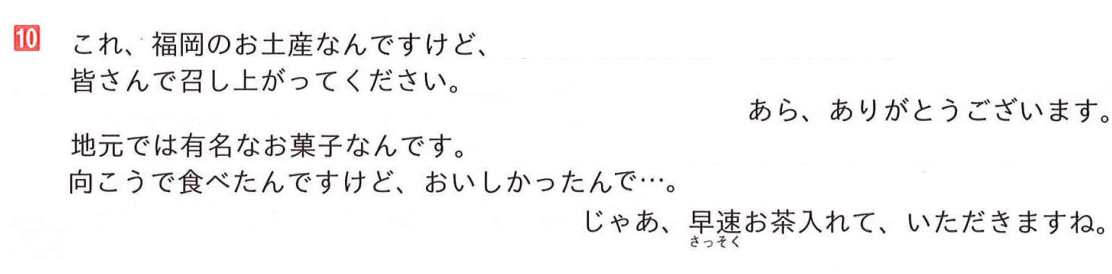 10 これ、福岡のお土産なんですけど、
皆さんで召し上がってください。
あら、ありがとうございます。
地元では有名なお菓子なんです。
向こうで食べたんですけど、おいしかったんで…。
じゃあ、早速お茶入れて、いただきますね。
さっそく